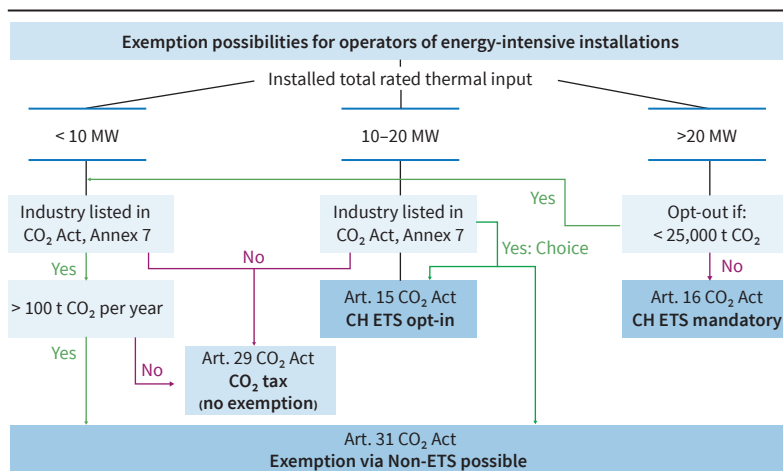 Exemption possibilities for operators of energy-intensive installations
Installed total rated thermal input
< 10 MW
10–20 MW
>20 MW
Industry listed in
CO₂ Act, Annex 7
Industry listed in
CO₂ Act, Annex 7
Yes
Opt-out if:
< 25,000 t CO₂
Yes
No
Yes: Choice
No
> 100 t CO₂ per year
Art. 15 CO₂ Act
CH ETS opt-in
Art. 16 CO₂ Act
CH ETS mandatory
Yes
No
Art. 29 CO₂ Act
CO₂ tax
(no exemption)
Art. 31 CO₂ Act
Exemption via Non-ETS possible